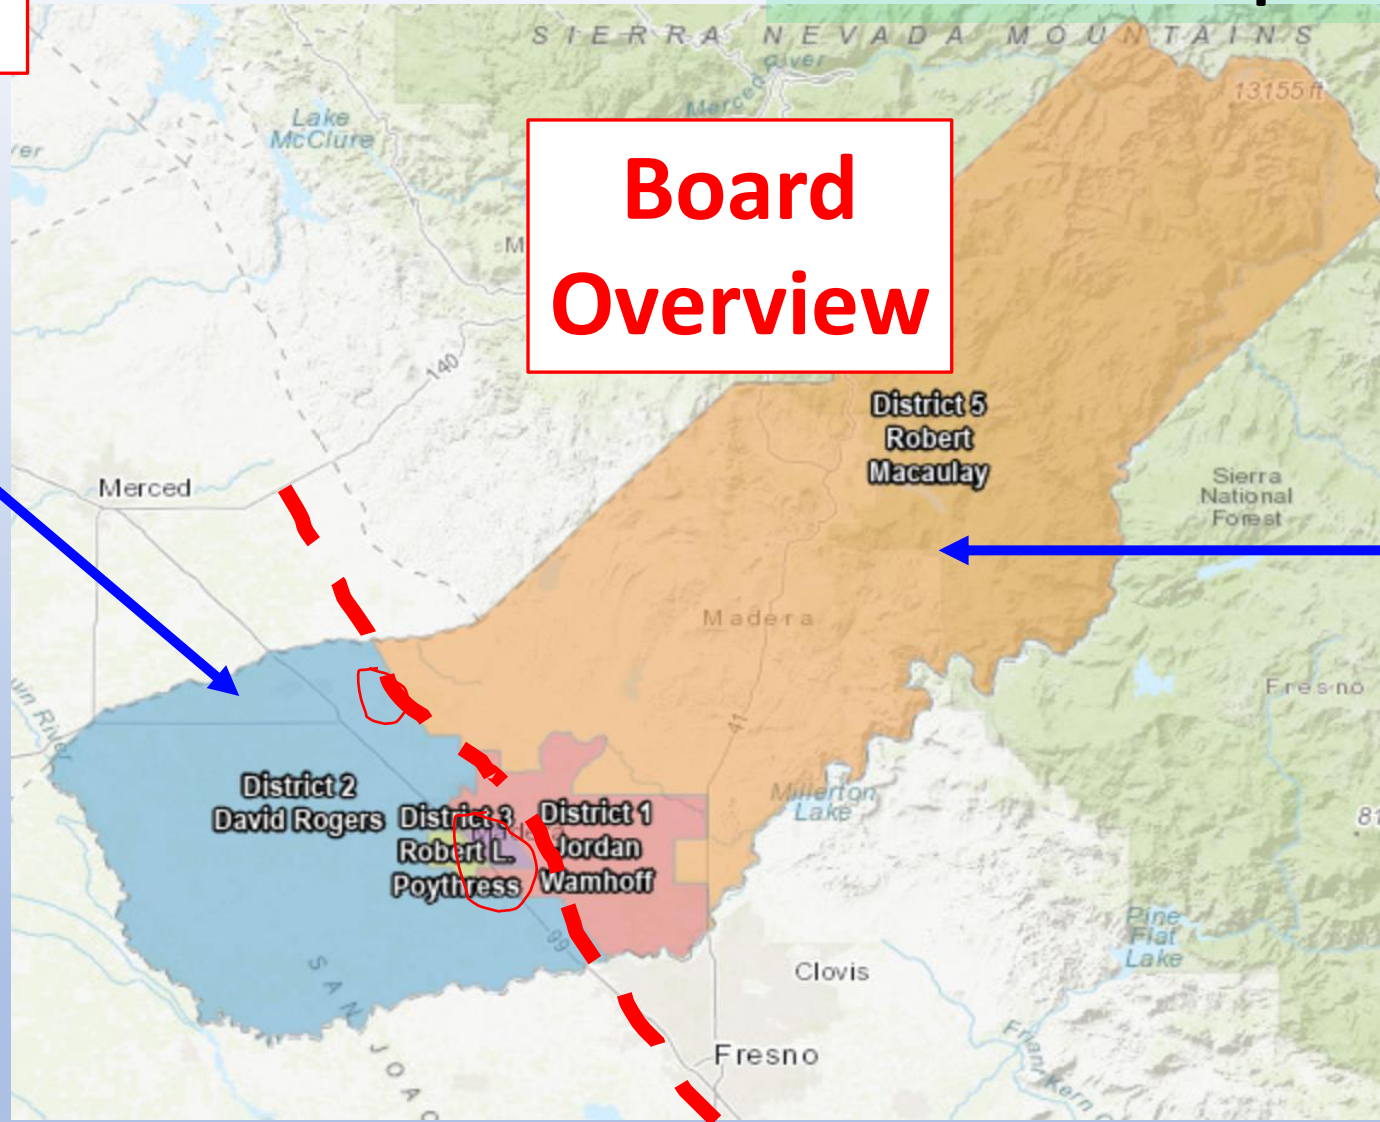 SIERRA NEVADA MOUNTAINS
River
Merced
13155 ft
Lake
McClure
Board
Overview
140
District 5
Robert
Macaulay
Merced
Sierra
National
Forest
Madera
Fresno
41
Millerton
Lake
District 2
David Rogers
District 3
Robert L.
Poythress
District 1
Jordan
Wamhoff
99
Pine
Flat
Lake
Clovis
SAN
JOAQ
Fresno